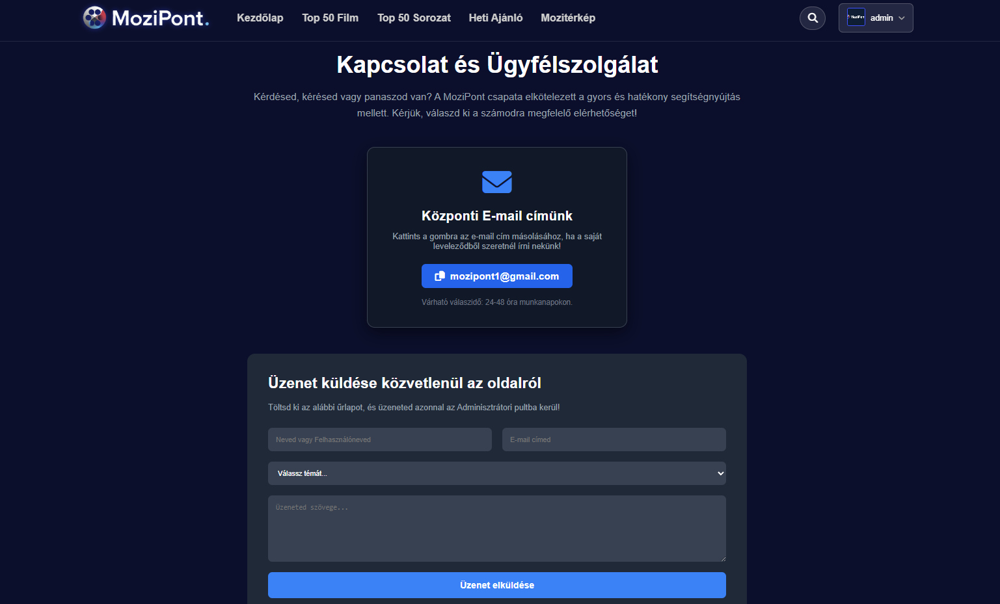 MoziPont.
Kezdőlap
Top 50 Film
Top 50 Sorozat
Heti Ajánló
Mozitérkép
admin
Kapcsolat és Ügyfélszolgálat
Kérdésed, kérésed vagy panaszod van? A MoziPont csapata elkötelezett a gyors és hatékony segítségnyújtás
mellett. Kérjük, válaszd ki a számodra megfelelő elérhetőséget!
Központi E-mail címünk
Kattints a gombra az e-mail cím másolásához, ha a saját
leveleződből szeretnél írni nekünk!
mozipont1@gmail.com
Várható válaszidő: 24-48 óra munkanapokon.
Üzenet küldése közvetlenül az oldalról
Töltsd ki az alábbi űrlapot, és üzeneted azonnal az Adminisztrátori pultba kerül!
Neved vagy Felhasználóneved
E-mail címed
Válassz témát...
Üzeneted szövege...
Üzenet elküldése